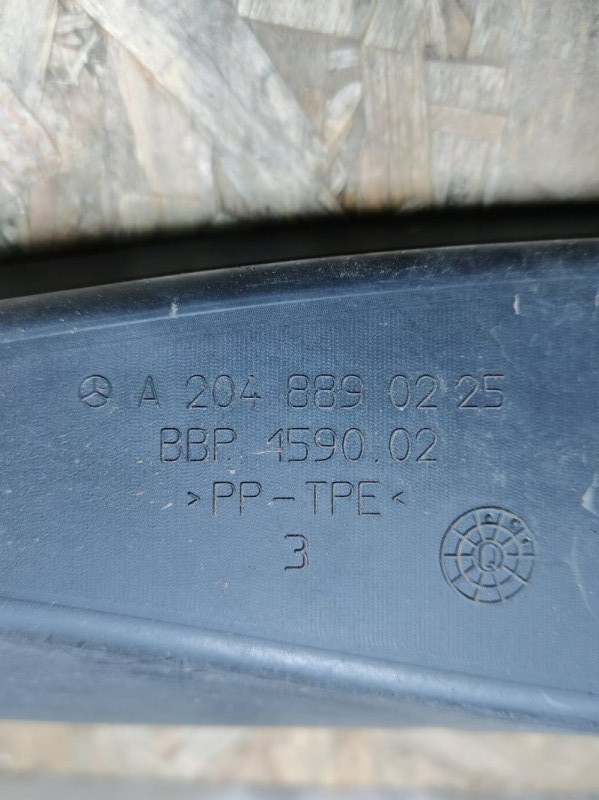 A 204 889 02 25
BBP. 4590.02
>PP-TPE<
3
Q